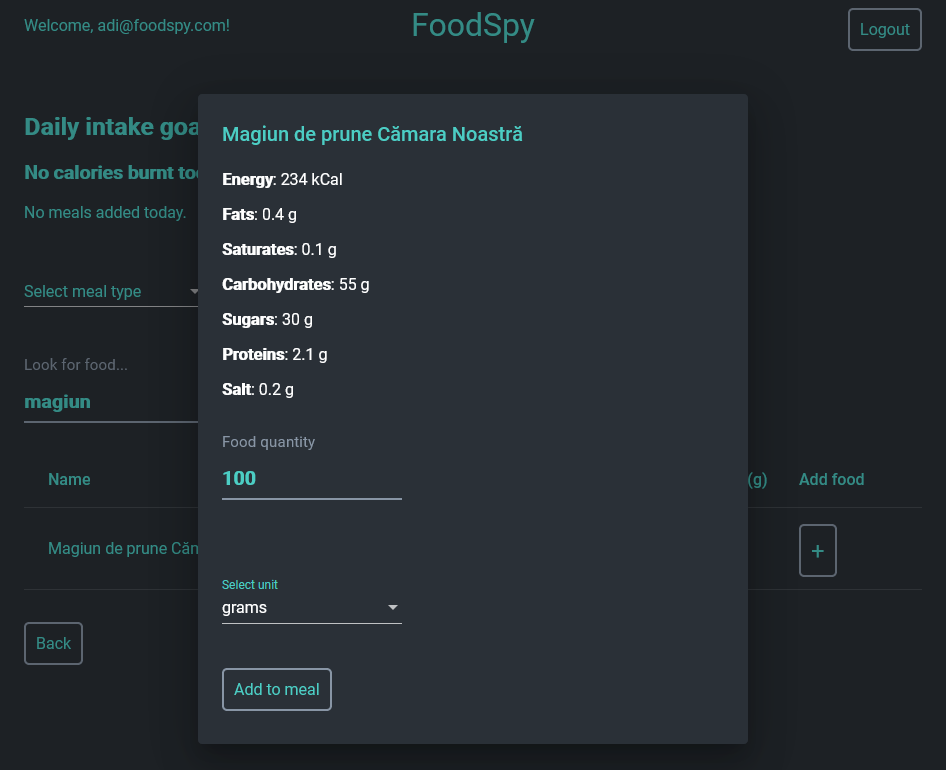 Welcome, adi@foodspy.com!
FoodSpy
Logout
Daily intake goa
No calories burnt too
No meals added today.
Select meal type
Look for food...
magiun
Name
(g)
Add food
Magiun de prune Căm
+
Back
Magiun de prune Cămara Noastră
Energy: 234 kCal
Fats: 0.4 g
Saturates: 0.1 g
Carbohydrates: 55 g
Sugars: 30 g
Proteins: 2.1 g
Salt: 0.2 g
Food quantity
100
Select unit
grams
Add to meal